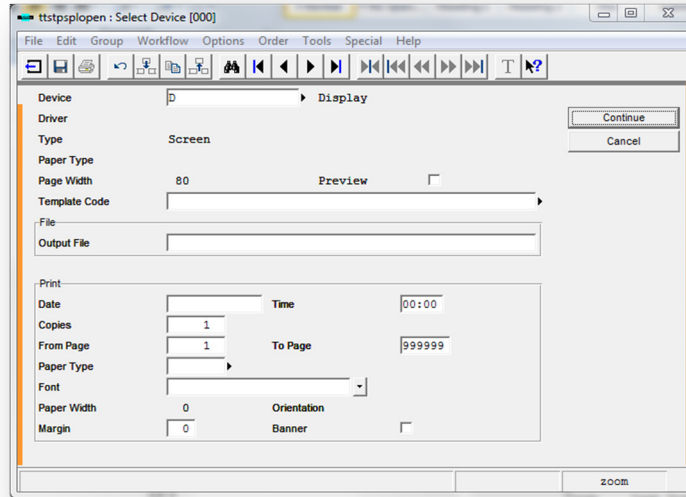 ttstpsplopen : Select Device [000]
File Edit Group Workflow Options Order Tools Special Help
T
Device D Display
Continue
Driver
Type Screen
Cancel
Paper Type
Page Width 80 Preview
Template Code
File
Output File
Print
Date Time 00:00
Copies 1
From Page 1 To Page 999999
Paper Type
Font
Paper Width 0 Orientation
Margin 0 Banner
zoom